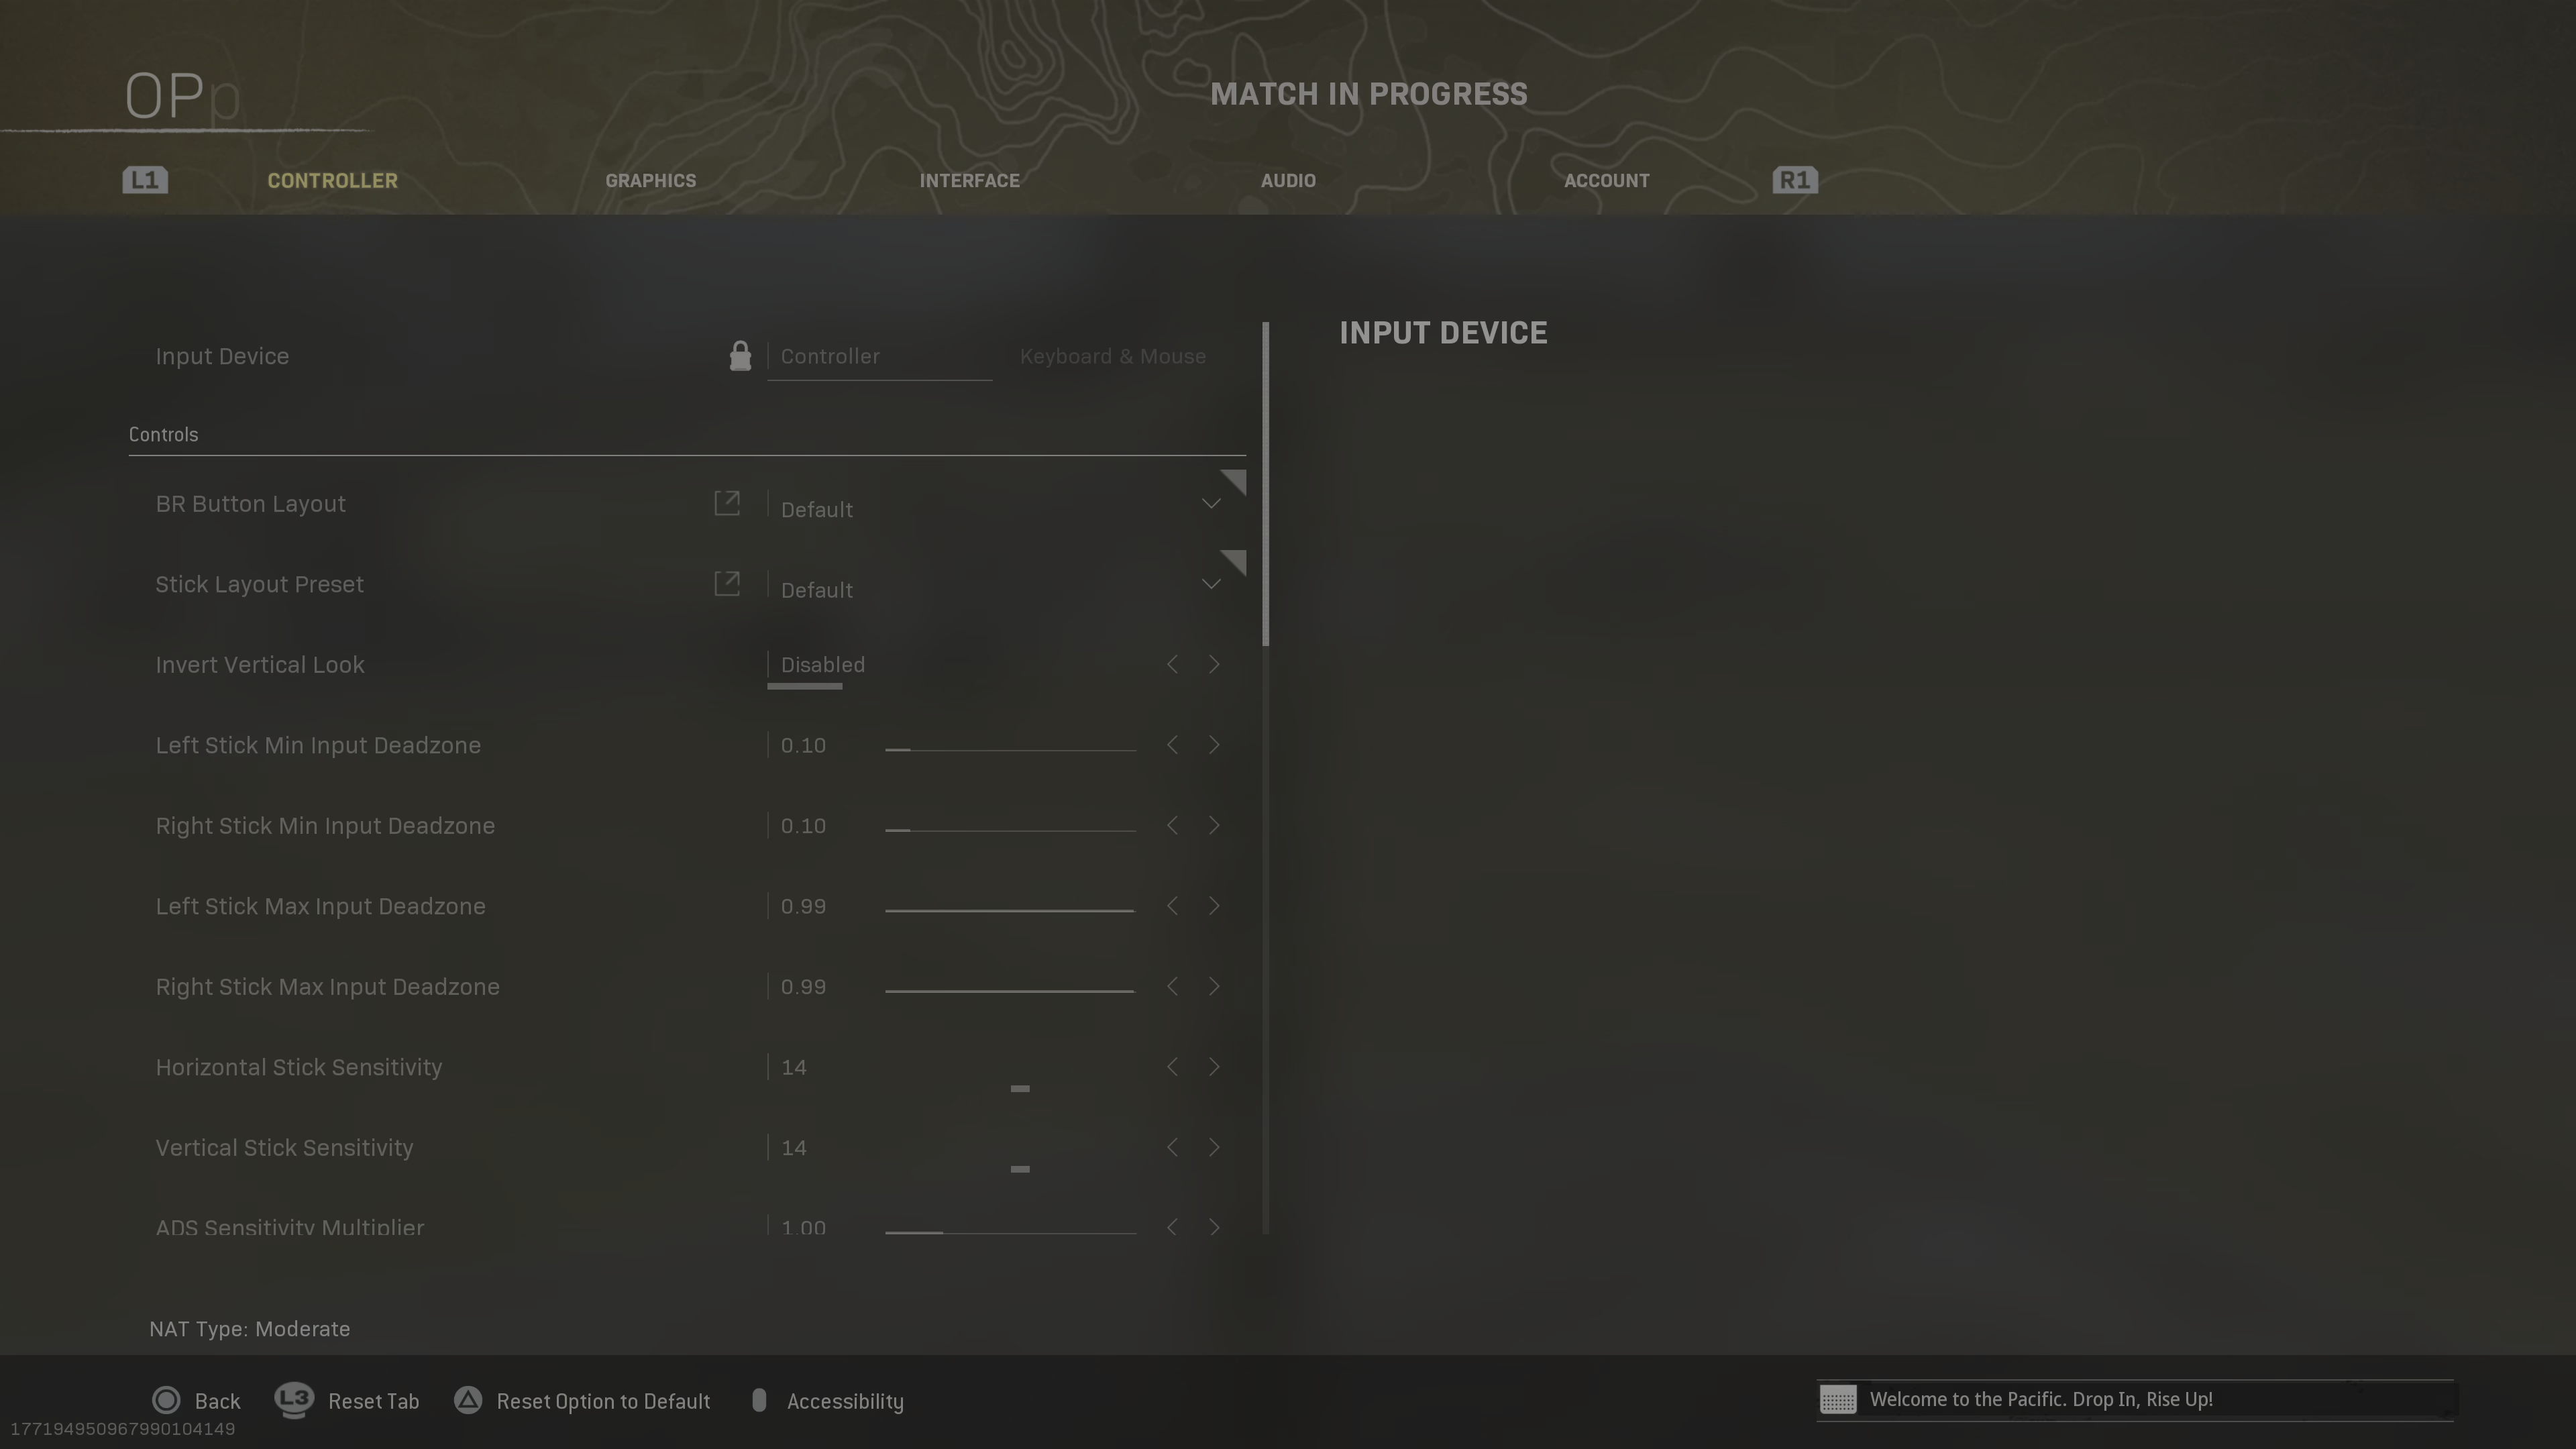 OPp
MATCH IN PROGRESS
L1 CONTROLLER GRAPHICS INTERFACE AUDIO ACCOUNT R1
Input Device Controller Keyboard & Mouse
INPUT DEVICE
Controls
BR Button Layout Default
Stick Layout Preset Default
Invert Vertical Look Disabled
Left Stick Min Input Deadzone 0.10
Right Stick Min Input Deadzone 0.10
Left Stick Max Input Deadzone 0.99
Right Stick Max Input Deadzone 0.99
Horizontal Stick Sensitivity 14
Vertical Stick Sensitivity 14
ADS Sensitivity Multiplier 1.00
NAT Type: Moderate
Back L3 Reset Tab Reset Option to Default Accessibility
Welcome to the Pacific. Drop In, Rise Up!
177194950967990104149